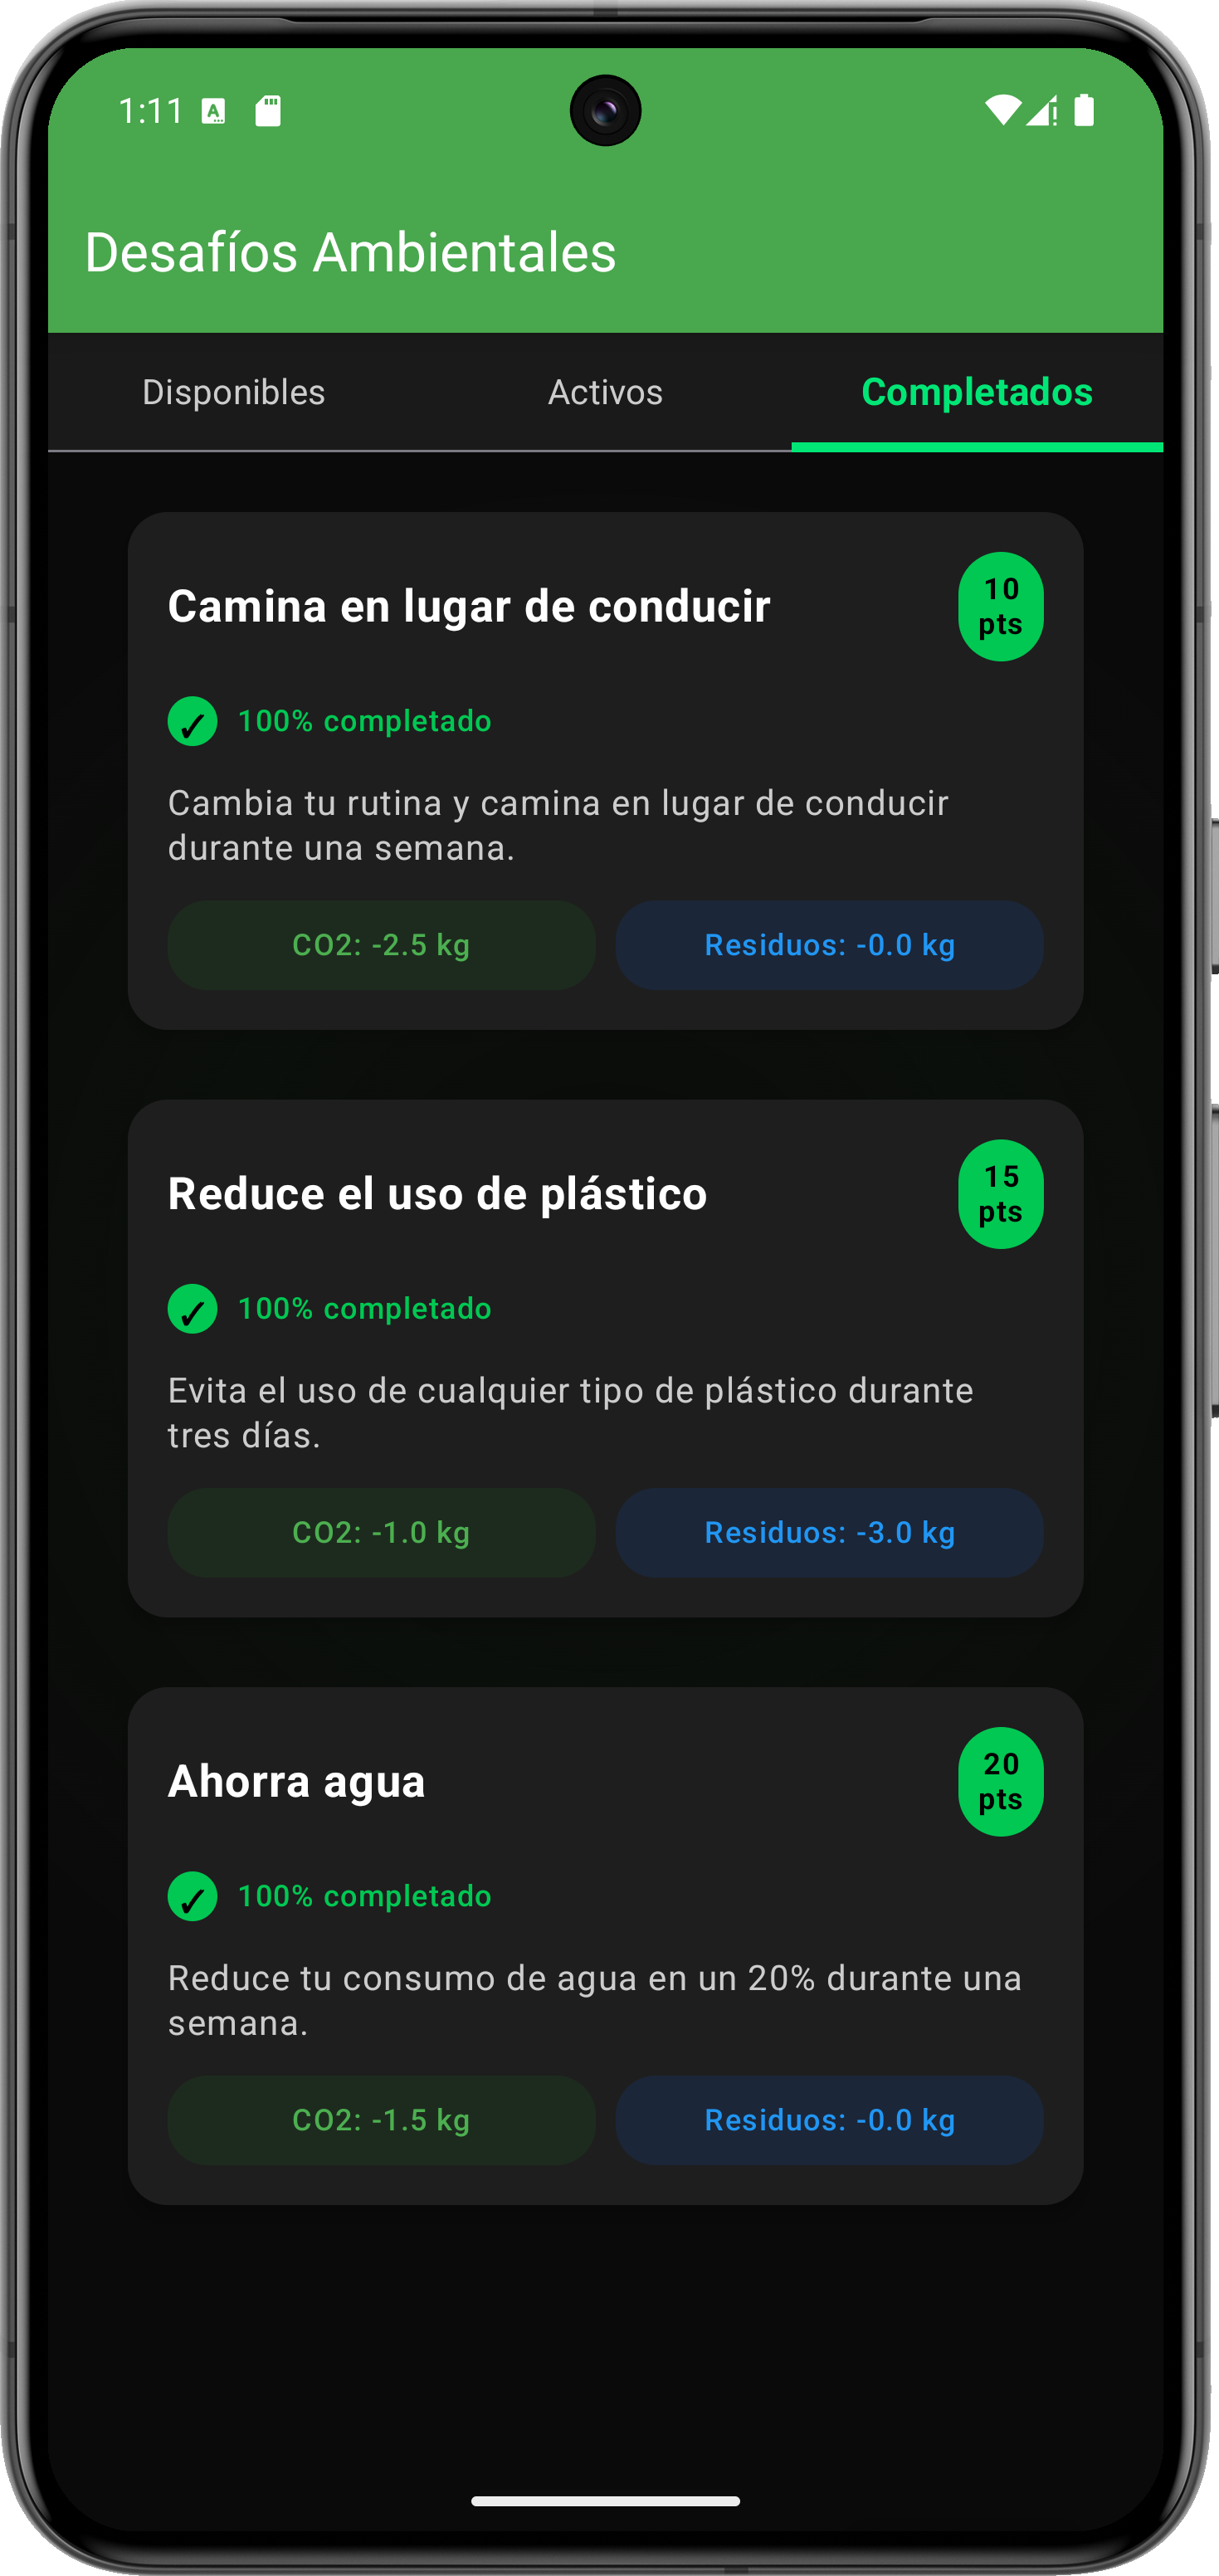 1:11
Desafíos Ambientales
Disponibles
Activos
Completados
Camina en lugar de conducir
10
pts
✓ 100% completado
Cambia tu rutina y camina en lugar de conducir
durante una semana.
CO2: -2.5 kg
Residuos: -0.0 kg
Reduce el uso de plástico
15
pts
✓ 100% completado
Evita el uso de cualquier tipo de plástico durante
tres días.
CO2: -1.0 kg
Residuos: -3.0 kg
Ahorra agua
20
pts
✓ 100% completado
Reduce tu consumo de agua en un 20% durante una
semana.
CO2: -1.5 kg
Residuos: -0.0 kg